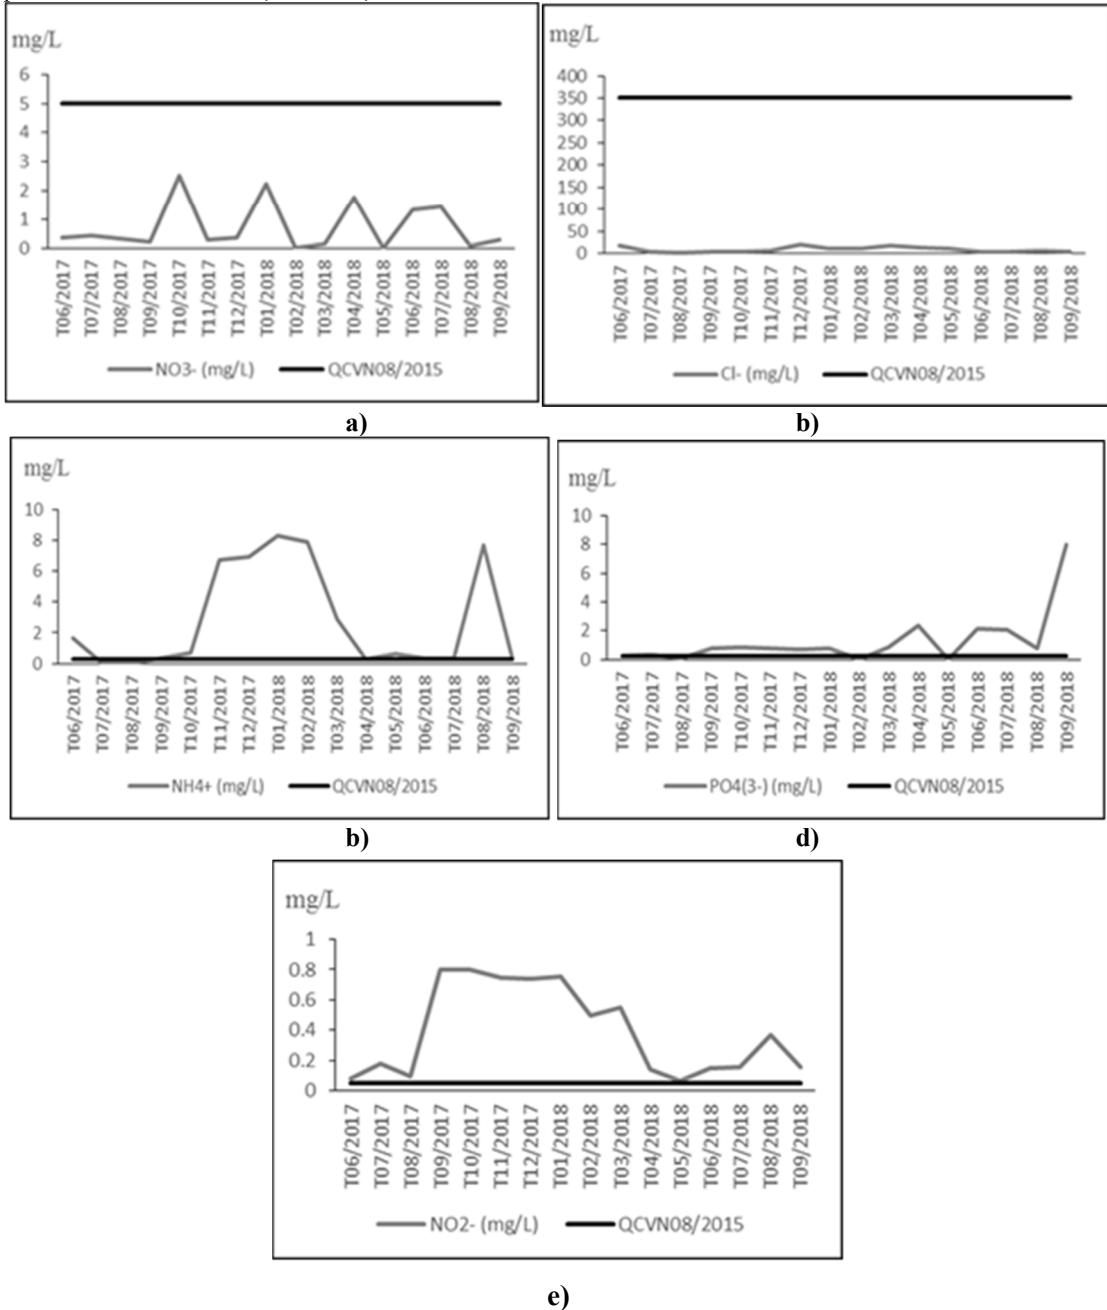 mg/L
6
5
4
3
2
1
0
T06/2017
T07/2017
T08/2017
T09/2017
T10/2017
T11/2017
T12/2017
T01/2018
T02/2018
T03/2018
T04/2018
T05/2018
T06/2018
T07/2018
T08/2018
T09/2018
NO3- (mg/L) QCVN08/2015
a)
mg/L
400
350
300
250
200
150
100
50
0
T06/2017
T07/2017
T08/2017
T09/2017
T10/2017
T11/2017
T12/2017
T01/2018
T02/2018
T03/2018
T04/2018
T05/2018
T06/2018
T07/2018
T08/2018
T09/2018
Cl- (mg/L) QCVN08/2015
b)
mg/L
10
8
6
4
2
0
T06/2017
T07/2017
T08/2017
T09/2017
T10/2017
T11/2017
T12/2017
T01/2018
T02/2018
T03/2018
T04/2018
T05/2018
T06/2018
T07/2018
T08/2018
T09/2018
NH4+ (mg/L) QCVN08/2015
b)
mg/L
10
8
6
4
2
0
T06/2017
T07/2017
T08/2017
T09/2017
T10/2017
T11/2017
T12/2017
T01/2018
T02/2018
T03/2018
T04/2018
T05/2018
T06/2018
T07/2018
T08/2018
T09/2018
PO4(3-) (mg/L) QCVN08/2015
d)
mg/L
1
0.8
0.6
0.4
0.2
0
T06/2017
T07/2017
T08/2017
T09/2017
T10/2017
T11/2017
T12/2017
T01/2018
T02/2018
T03/2018
T04/2018
T05/2018
T06/2018
T07/2018
T08/2018
T09/2018
NO2- (mg/L) QCVN08/2015
e)